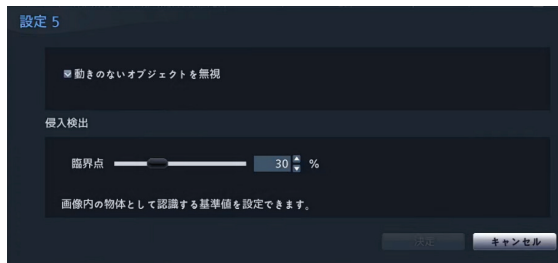 設定 5
動きのないオブジェクトを無視
侵入検出
臨界点 30 %
画像内の物体として認識する基準値を設定できます。
決定 キャンセル